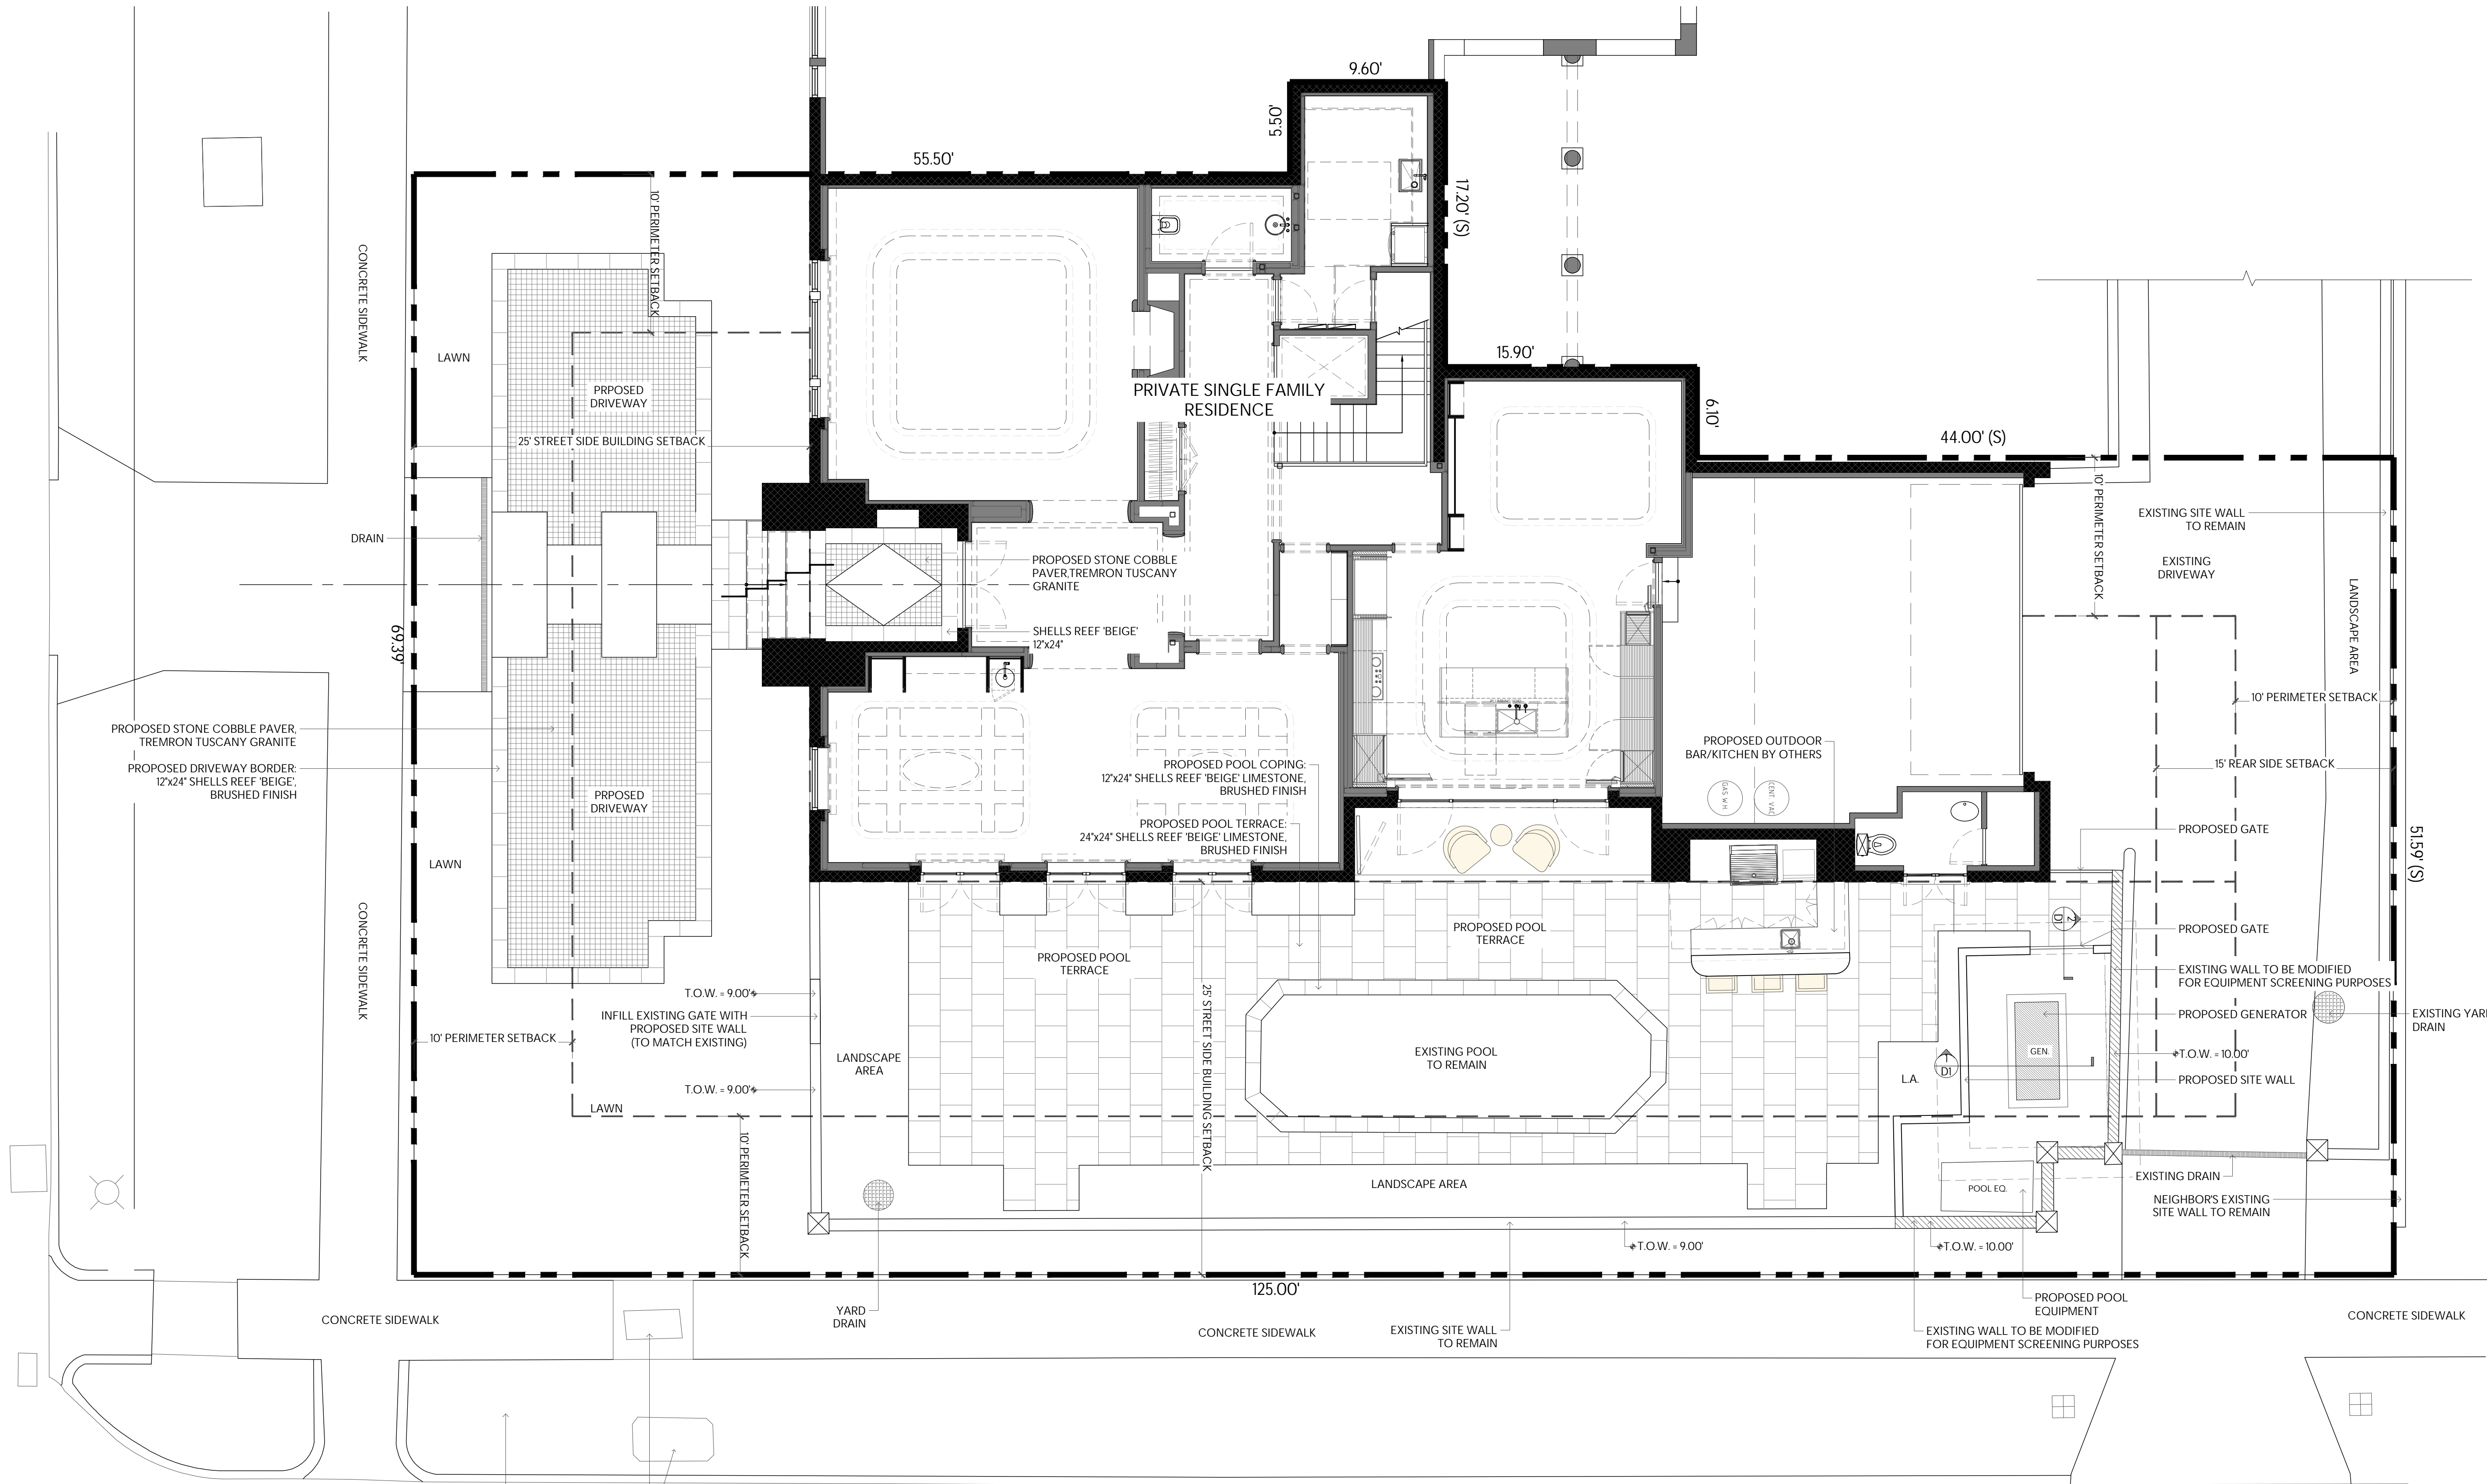 9.60'
5.50'
55.50'
17.20' (S)
10' PERIMETER SETBACK
CONCRETE SIDEWALK
LAWN
PRPOSED
DRIVEWAY
PRIVATE SINGLE FAMILY
RESIDENCE
15.90'
6.10'
44.00' (S)
25' STREET SIDE BUILDING SETBACK
10' PERIMETER SETBACK
EXISTING SITE WALL
TO REMAIN
EXISTING
DRIVEWAY
LANDSCAPE AREA
DRAIN
PROPOSED STONE COBBLE
PAVER,TREMRON TUSCANY
GRANITE
SHELLS REEF 'BEIGE'
12"x24"
69.39'
10' PERIMETER SETBACK
PROPOSED STONE COBBLE PAVER,
TREMRON TUSCANY GRANITE
PROPOSED DRIVEWAY BORDER:
12"x24" SHELLS REEF 'BEIGE',
BRUSHED FINISH
PRPOSED
DRIVEWAY
PROPOSED OUTDOOR
BAR/KITCHEN BY OTHERS
15' REAR SIDE SETBACK
PROPOSED POOL COPING:
12"x24" SHELLS REEF 'BEIGE' LIMESTONE,
BRUSHED FINISH
GAS W.H
CENT. VAC
PROPOSED POOL TERRACE:
24"x24" SHELLS REEF 'BEIGE' LIMESTONE,
BRUSHED FINISH
PROPOSED GATE
51.59' (S)
LAWN
CONCRETE SIDEWALK
PROPOSED POOL
TERRACE
PROPOSED POOL
TERRACE
2
D1
PROPOSED GATE
EXISTING WALL TO BE MODIFIED
FOR EQUIPMENT SCREENING PURPOSES
T.O.W. = 9.00'
INFILL EXISTING GATE WITH
PROPOSED SITE WALL
(TO MATCH EXISTING)
25' STREET SIDE BUILDING SETBACK
PROPOSED GENERATOR
EXISTING YARD
DRAIN
10' PERIMETER SETBACK
LANDSCAPE
AREA
EXISTING POOL
TO REMAIN
GEN.
T.O.W. = 10.00'
1
D1
L.A.
PROPOSED SITE WALL
T.O.W. = 9.00'
LAWN
10' PERIMETER SETBACK
LANDSCAPE AREA
POOL EQ.
EXISTING DRAIN
NEIGHBOR'S EXISTING
SITE WALL TO REMAIN
T.O.W. = 9.00'
T.O.W. = 10.00'
125.00'
CONCRETE SIDEWALK
YARD
DRAIN
CONCRETE SIDEWALK
EXISTING SITE WALL
TO REMAIN
PROPOSED POOL
EQUIPMENT
EXISTING WALL TO BE MODIFIED
FOR EQUIPMENT SCREENING PURPOSES
CONCRETE SIDEWALK